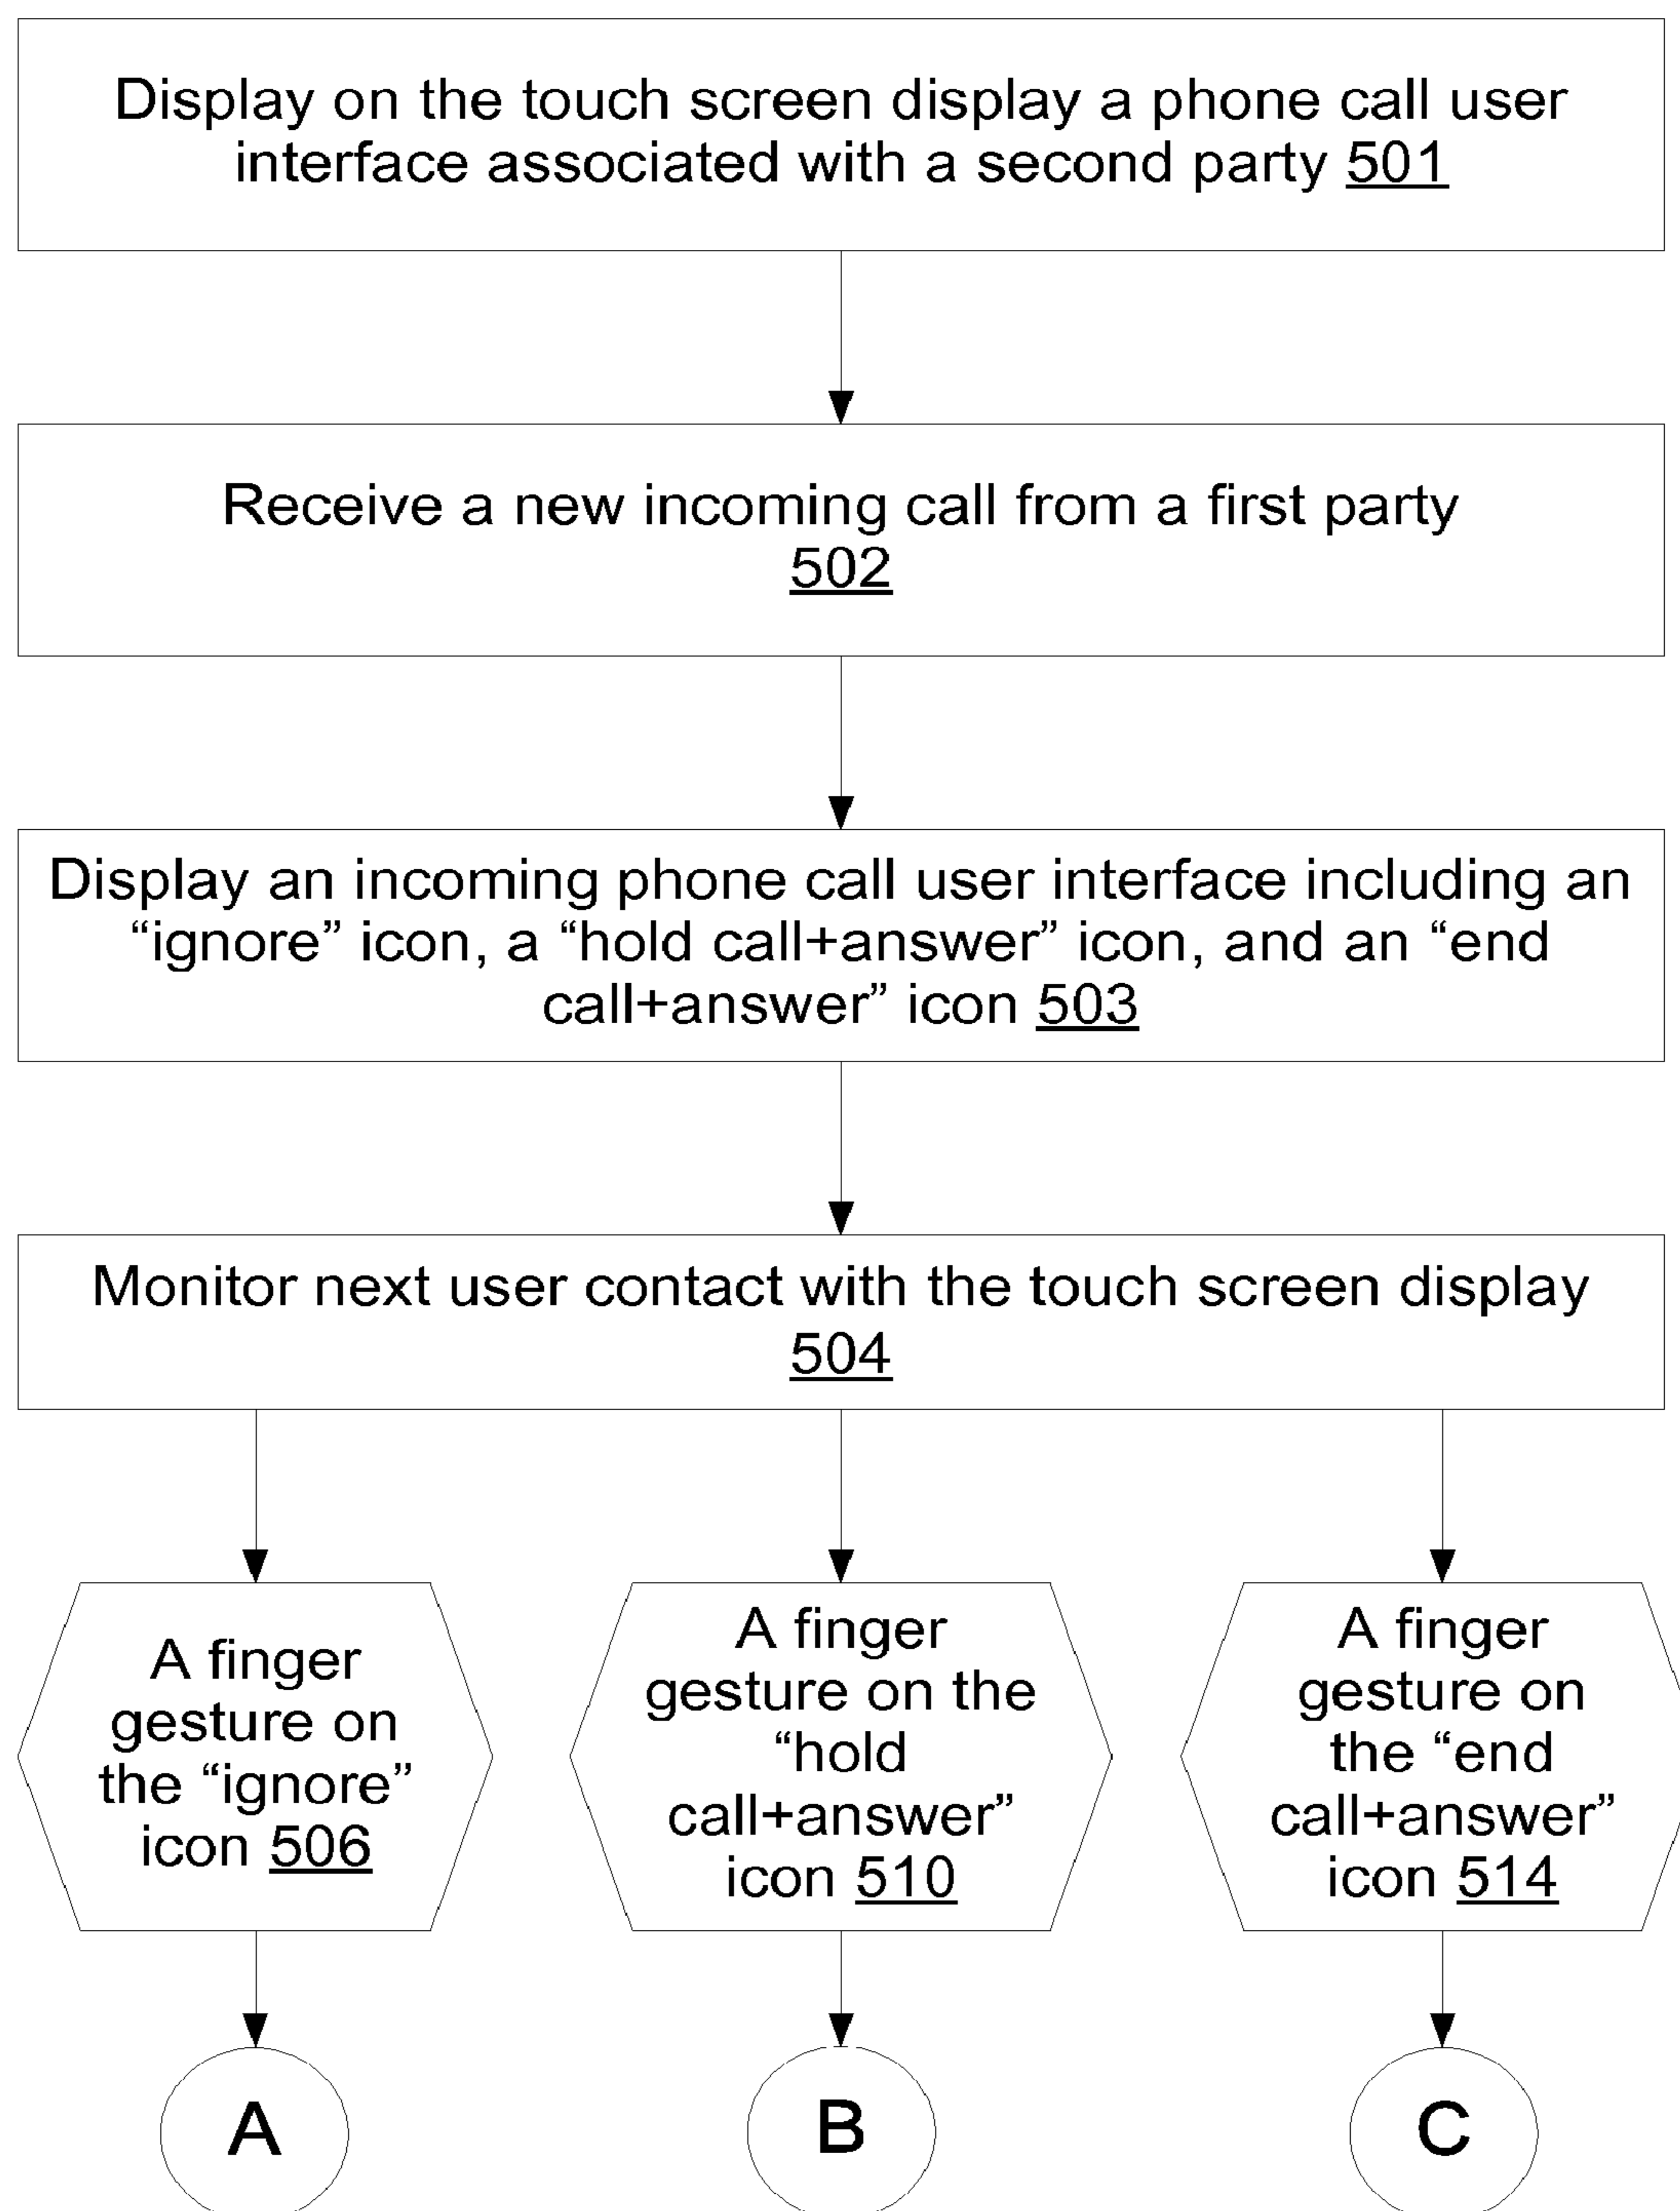 Display on the touch screen display a phone call user
interface associated with a second party 501
Receive a new incoming call from a first party
502
Display an incoming phone call user interface including an
“ignore” icon, a “hold call+answer” icon, and an “end
call+answer” icon 503
Monitor next user contact with the touch screen display
504
A finger
gesture on
the “ignore”
icon 506
A finger
gesture on the
“hold
call+answer”
icon 510
A finger
gesture on
the “end
call+answer”
icon 514
A
B
C